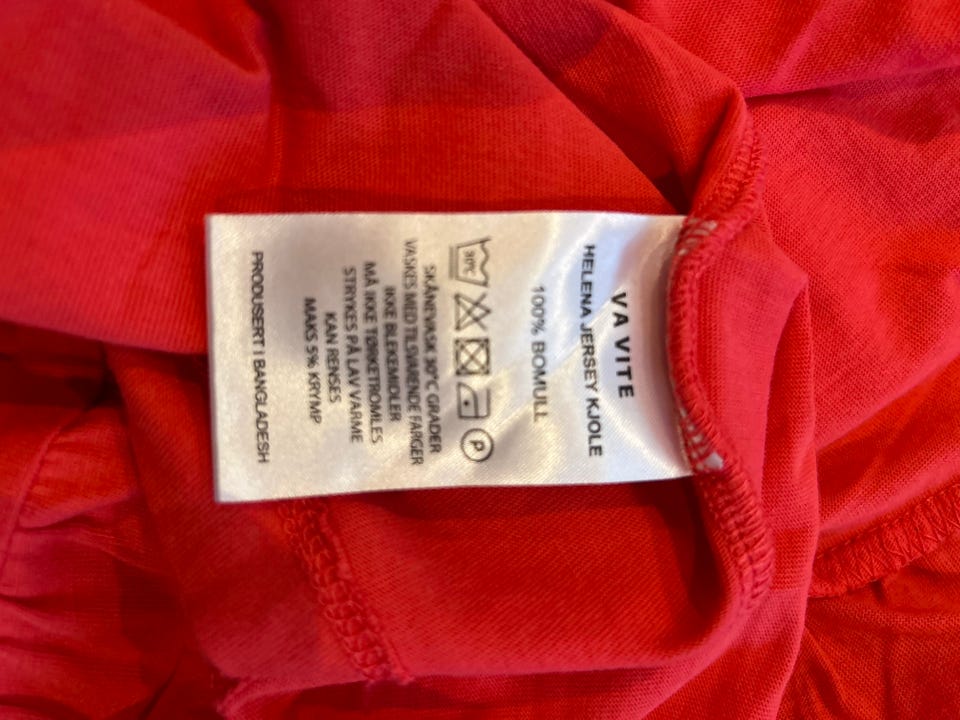 VA VITE
HELENA JERSEY KJOLE
100% BOMULL
30°C
P
SKÅNEVASK 30°C GRADER
VASKES MED TILSVARENDE FARGER
IKKE BLEKEMIDLER
MÅ IKKE TØRKETROMLES
STRYKES PÅ LAV VARME
KAN RENSES
MAKS 5% KRYMP
PRODUSERT I BANGLADESH